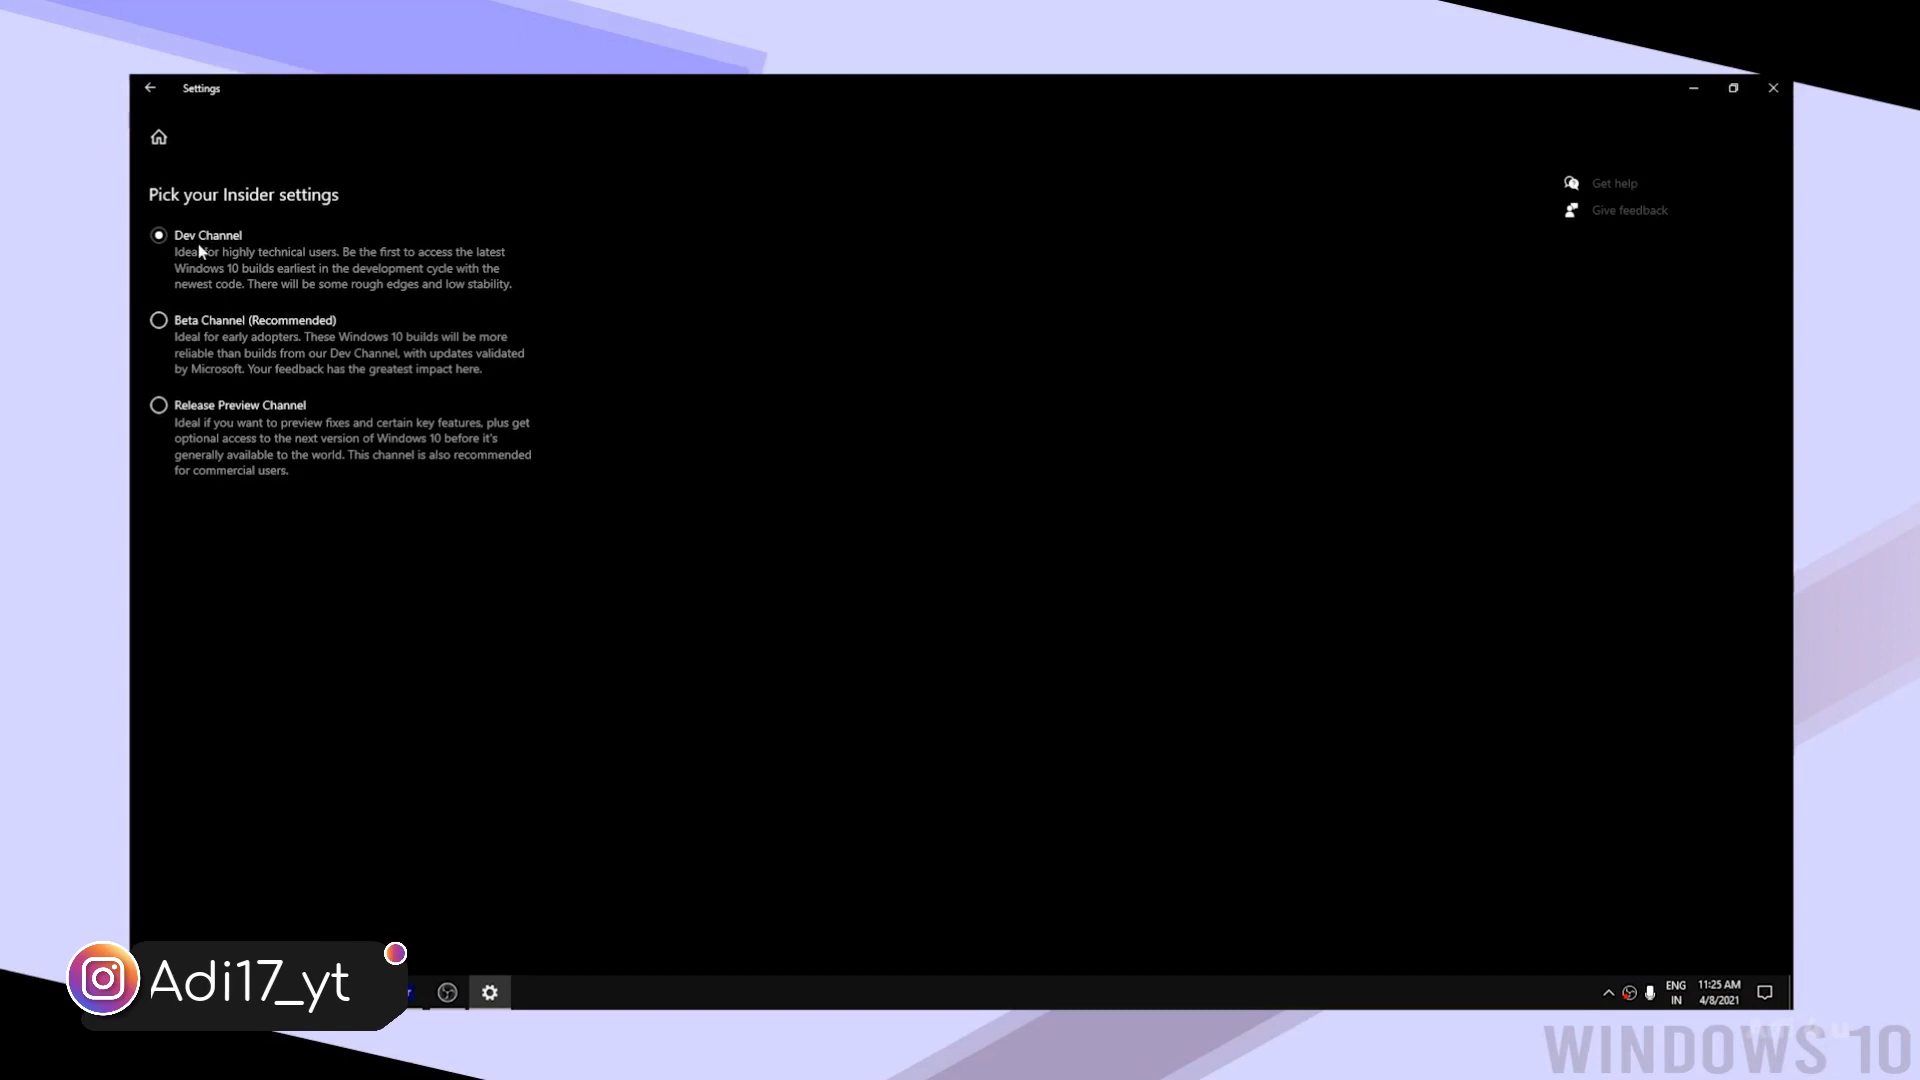 Settings
Pick your Insider settings
Get help
Give feedback
Dev Channel
Ideal for highly technical users. Be the first to access the latest
Windows 10 builds earliest in the development cycle with the
newest code. There will be some rough edges and low stability.
Beta Channel (Recommended)
Ideal for early adopters. These Windows 10 builds will be more
reliable than builds from our Dev Channel, with updates validated
by Microsoft. Your feedback has the greatest impact here.
Release Preview Channel
Ideal if you want to preview fixes and certain key features, plus get
optional access to the next version of Windows 10 before it's
generally available to the world. This channel is also recommended
for commercial users.
Adi17_yt
ENG
IN
11:25 AM
4/8/2021
WINDOWS 10